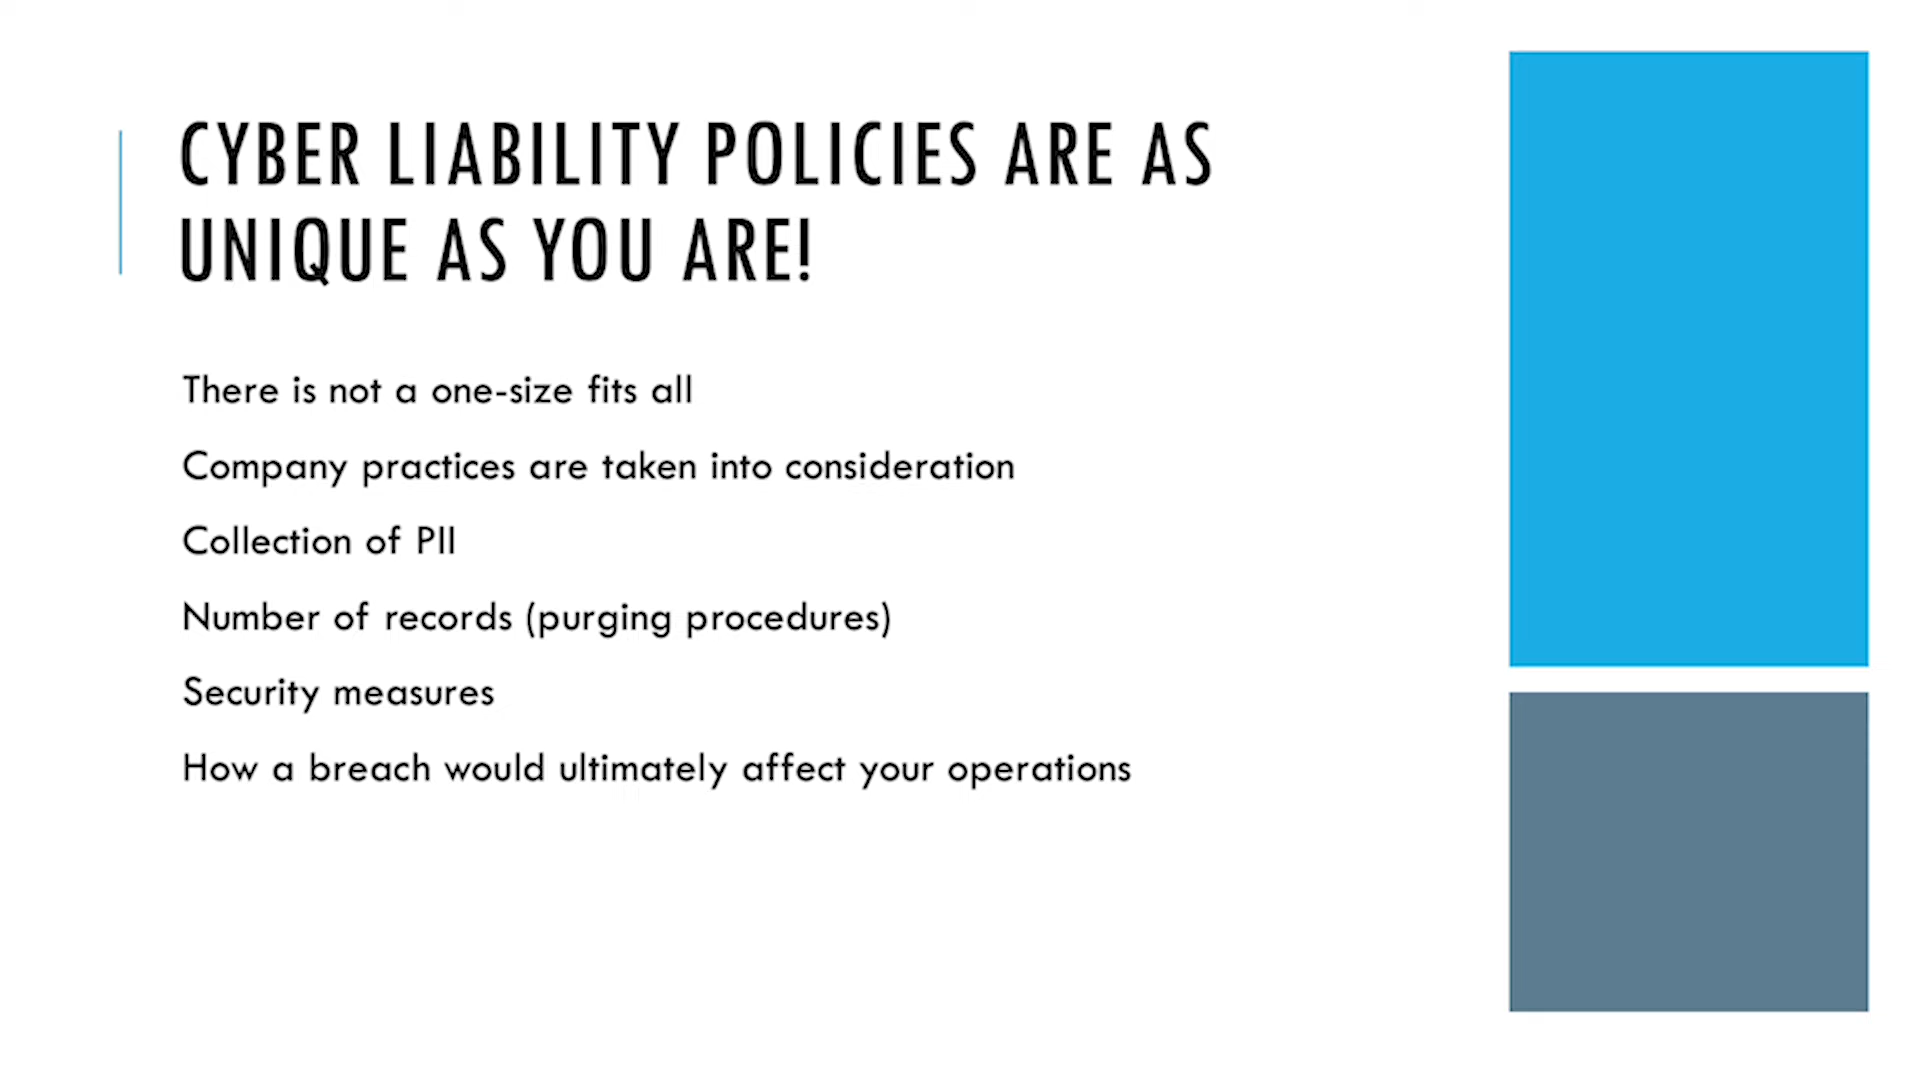 CYBER LIABILITY POLICIES ARE AS
UNIQUE AS YOU ARE!
There is not a one-size fits all
Company practices are taken into consideration
Collection of PII
Number of records (purging procedures)
Security measures
How a breach would ultimately affect your operations